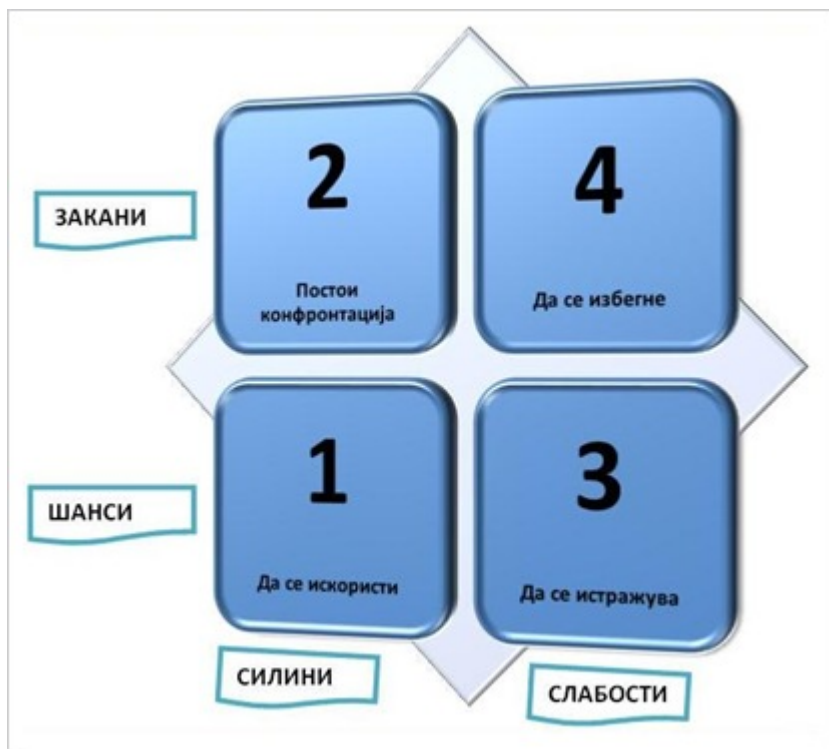 2
4
ЗАКАНИ
Постои
конфронтација
Да се избегне
1
3
ШАНСИ
Да се искористи
Да се истражува
СИЛИНИ
СЛАБОСТИ